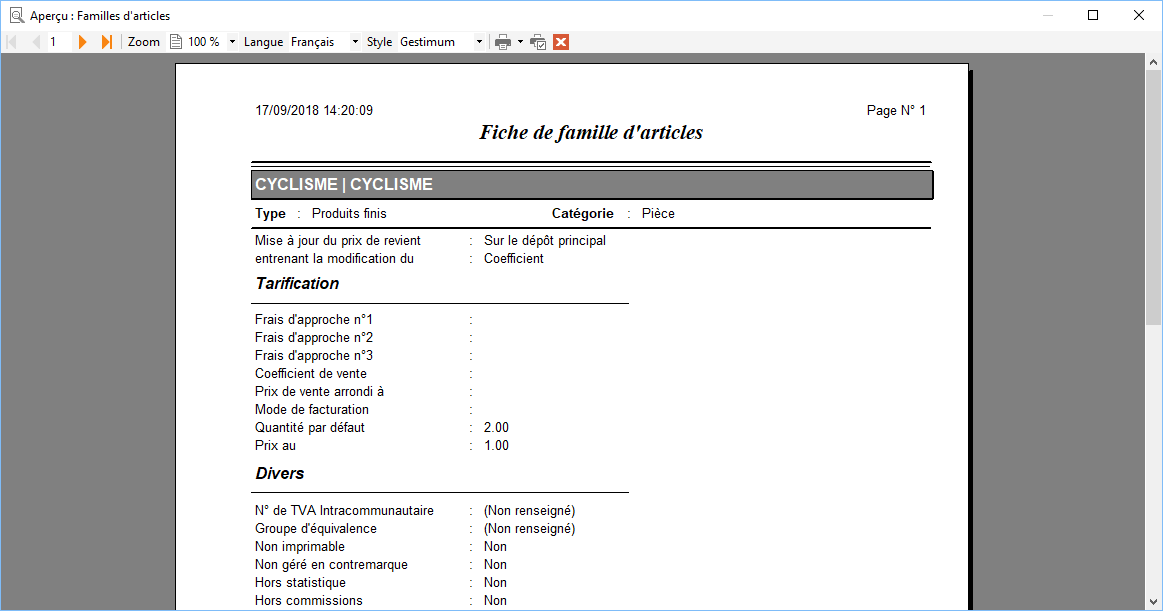 Aperçu : Familles d'articles
1 Zoom 100 % Langue Français Style Gestimum
17/09/2018 14:20:09 Page N° 1
Fiche de famille d'articles
CYCLISME | CYCLISME
Type : Produits finis Catégorie : Pièce
Mise à jour du prix de revient : Sur le dépôt principal
entrenant la modification du : Coefficient
Tarification
Frais d'approche n°1 :
Frais d'approche n°2 :
Frais d'approche n°3 :
Coefficient de vente :
Prix de vente arrondi à :
Mode de facturation :
Quantité par défaut : 2.00
Prix au : 1.00
Divers
N° de TVA Intracommunautaire : (Non renseigné)
Groupe d'équivalence : (Non renseigné)
Non imprimable : Non
Non géré en contremarque : Non
Hors statistique : Non
Hors commissions : Non